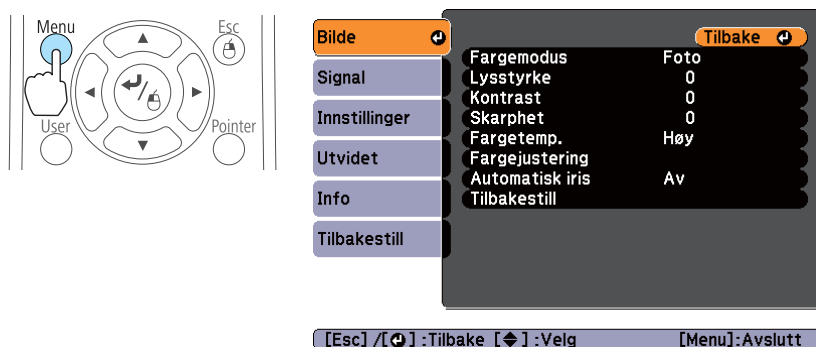 Menu
Esc
User
Pointer
Bilde
Signal
Innstillinger
Utvidet
Info
Tilbakestill
Tilbake
Fargemodus Foto
Lysstyrke 0
Kontrast 0
Skarphet 0
Fargetemp. Høy
Fargejustering
Automatisk iris Av
Tilbakestill
[Esc] /[⏎] :Tilbake [◆] :Velg [Menu]:Avslutt